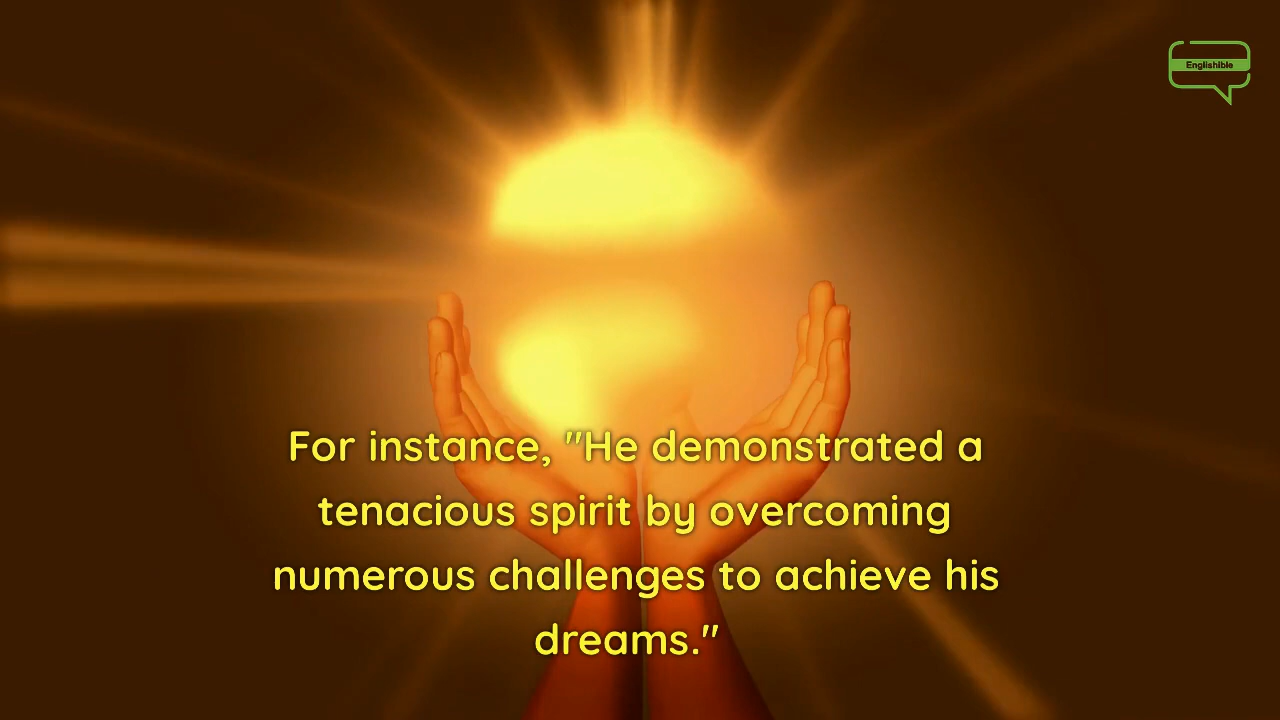 Englishible
For instance, "He demonstrated a
tenacious spirit by overcoming
numerous challenges to achieve his
dreams."